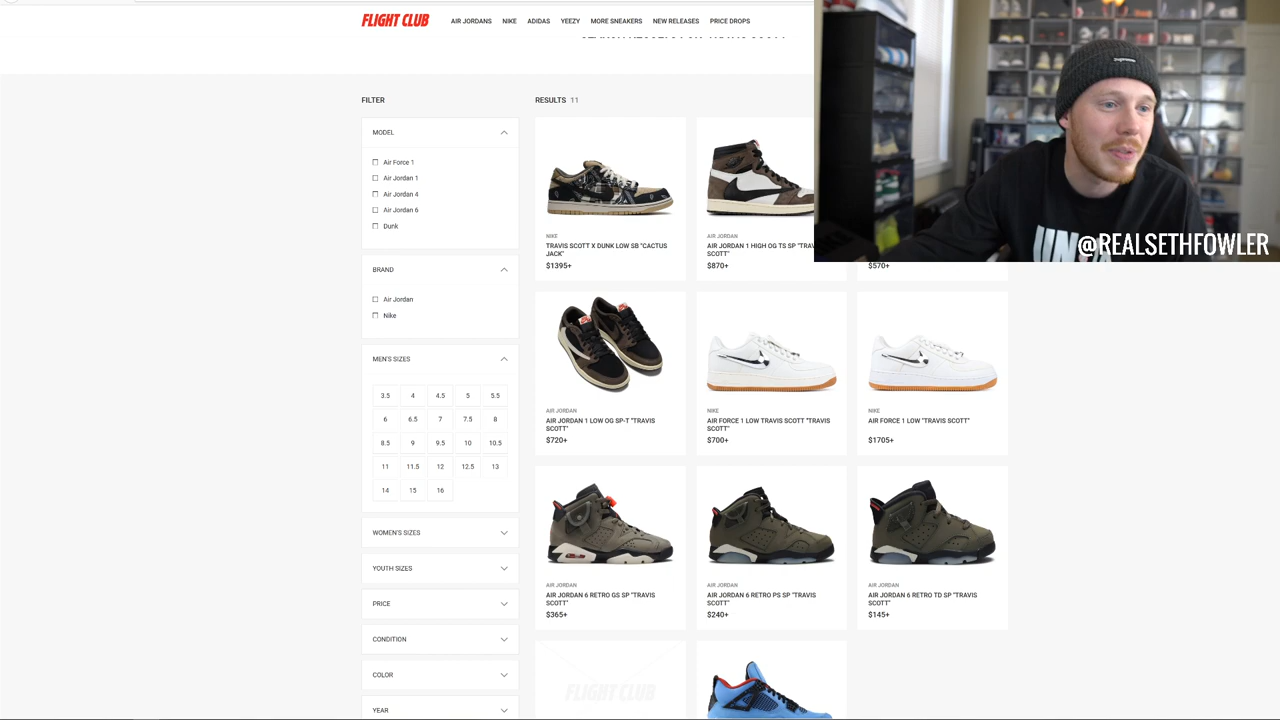 FLIGHT CLUB
AIR JORDANS NIKE ADIDAS YEEZY MORE SNEAKERS NEW RELEASES PRICE DROPS
FILTER
MODEL
Air Force 1
Air Jordan 1
Air Jordan 4
Air Jordan 6
Dunk
BRAND
Air Jordan
Nike
MEN'S SIZES
3.5 4 4.5 5 5.5
6 6.5 7 7.5 8
8.5 9 9.5 10 10.5
11 11.5 12 12.5 13
14 15 16
WOMEN'S SIZES
YOUTH SIZES
PRICE
CONDITION
COLOR
YEAR
RESULTS 11
NIKE
TRAVIS SCOTT X DUNK LOW SB "CACTUS
JACK"
$1395+
AIR JORDAN
AIR JORDAN 1 HIGH OG TS SP
SCOTT"
$870+
$570+
AIR JORDAN
AIR JORDAN 1 LOW OG SP-T "TRAVIS
SCOTT"
$720+
NIKE
AIR FORCE 1 LOW TRAVIS SCOTT "TRAVIS
SCOTT"
$700+
NIKE
AIR FORCE 1 LOW "TRAVIS SCOTT"
$1705+
AIR JORDAN
AIR JORDAN 6 RETRO GS SP "TRAVIS
SCOTT"
$365+
AIR JORDAN
AIR JORDAN 6 RETRO PS SP "TRAVIS
SCOTT"
$240+
AIR JORDAN
AIR JORDAN 6 RETRO TD SP "TRAVIS
SCOTT"
$145+
FLIGHT CLUB
Supreme
@REALSETHFOWLER